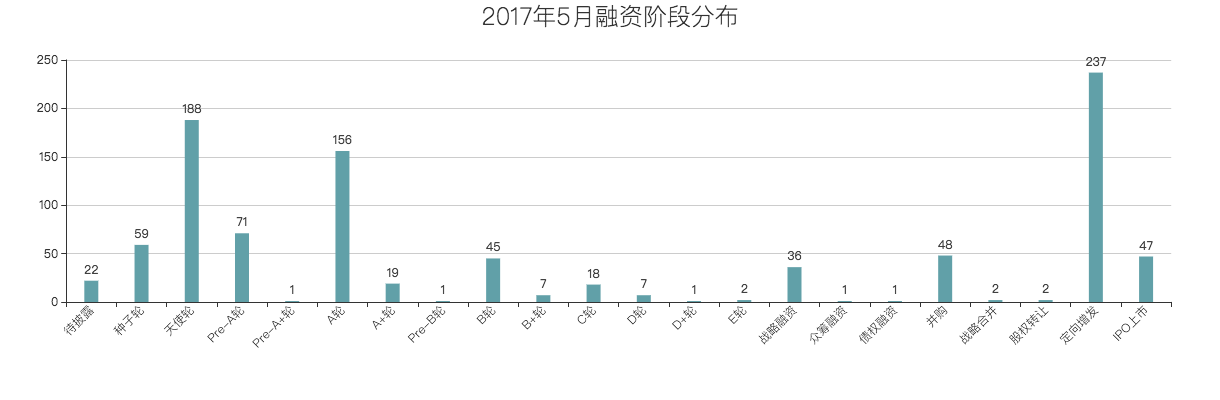 2017年5月融资阶段分布
250
200
150
100
50
0
22
59
188
71
1
156
19
1
45
7
18
7
1
2
36
1
1
48
2
2
237
47
待披露
种子轮
天使轮
Pre-A轮
Pre-A+轮
A轮
A+轮
Pre-B轮
B轮
B+轮
C轮
D轮
D+轮
E轮
战略融资
众筹融资
债权融资
并购
战略合并
股权转让
定向增发
IPO上市